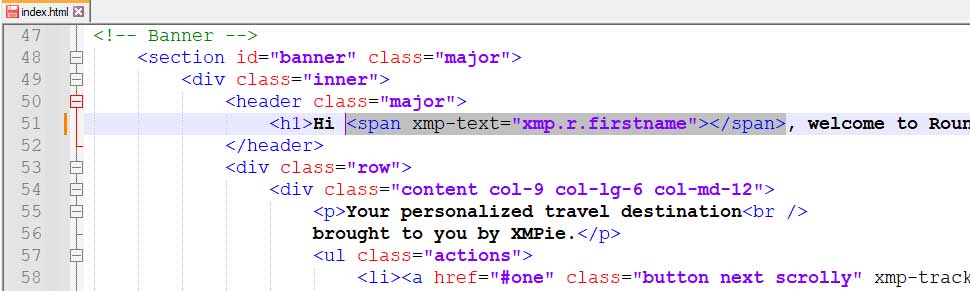 index.html
47 <!-- Banner -->
48 <section id="banner" class="major">
49 <div class="inner">
50 <header class="major">
51 <h1>Hi <span xmp-text="xmp.r.firstname"></span>, welcome to Roun
52 </header>
53 <div class="row">
54 <div class="content col-9 col-lg-6 col-md-12">
55 <p>Your personalized travel destination<br />
56 brought to you by XMPie.</p>
57 <ul class="actions">
58 <li><a href="#one" class="button next scrolly" xmp-track